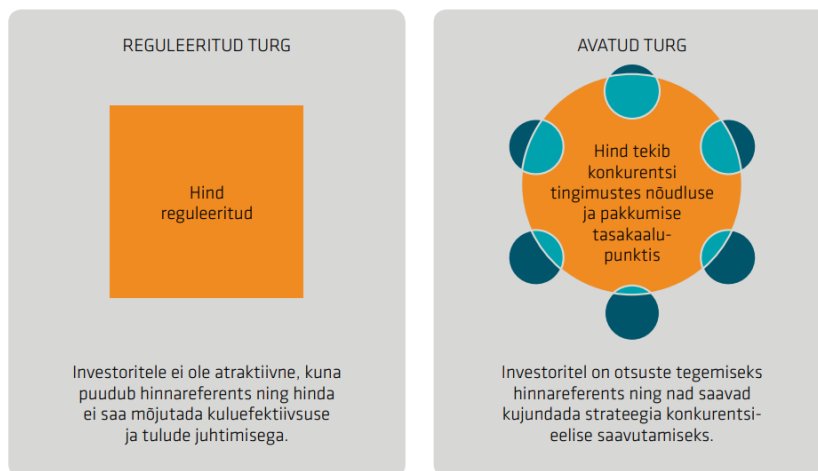 REGULEERITUD TURG
Hind
reguleeritud
Investoritele ei ole atraktiivne, kuna
puudub hinnareferents ning hinda
ei saa mõjutada kuluefektiivsuse
ja tulude juhtimisega.
AVATUD TURG
Hind tekib
konkurentsi
tingimustes nõudluse
ja pakkumise
tasakaalu-
punktis
Investoritel on otsuste tegemiseks
hinnareferents ning nad saavad
kujundada strateegia konkurentsi-
eelise saavutamiseks.